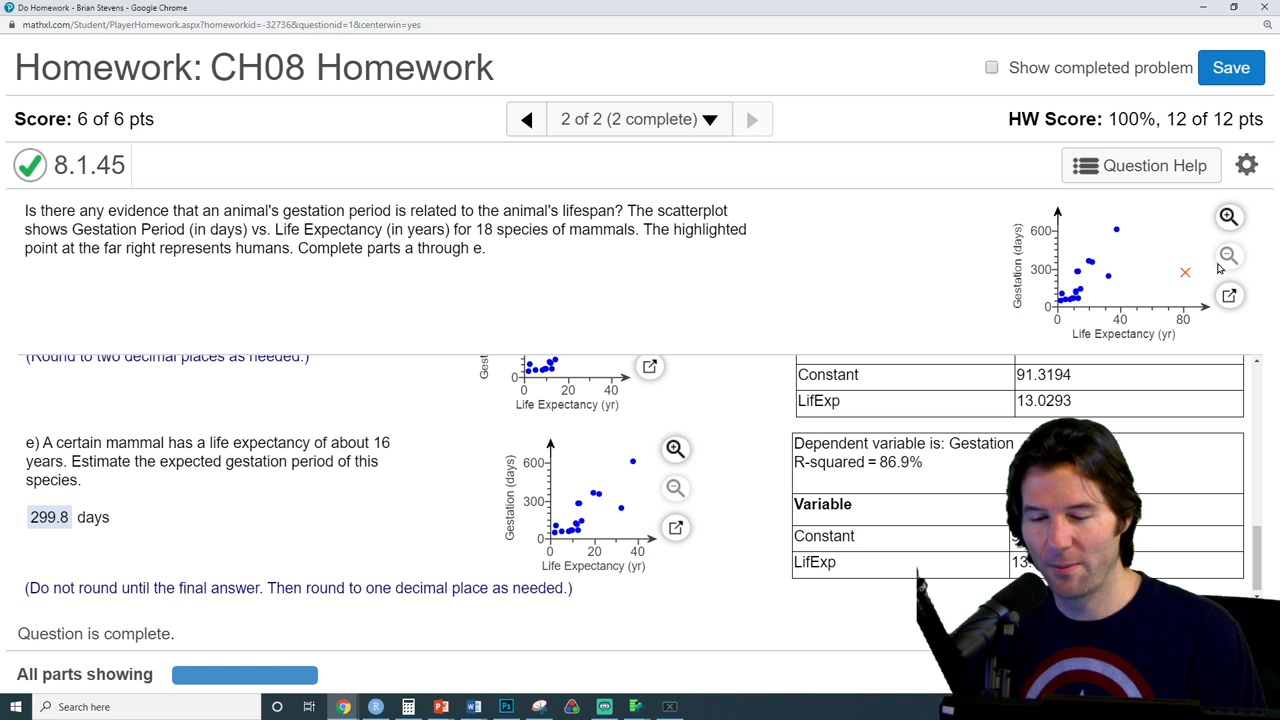 Do Homework - Brian Stevens - Google Chrome
mathxl.com/Student/PlayerHomework.aspx?homeworkid=-32736&questionid=1&centerwin=yes
Homework: CH08 Homework
Show completed problem
Save
Score: 6 of 6 pts
2 of 2 (2 complete)
HW Score: 100%, 12 of 12 pts
8.1.45
Question Help
Is there any evidence that an animal's gestation period is related to the animal's lifespan? The scatterplot
shows Gestation Period (in days) vs. Life Expectancy (in years) for 18 species of mammals. The highlighted
point at the far right represents humans. Complete parts a through e.
Gestation (days)
600
300
0
0 40 80
Life Expectancy (yr)
(Round to two decimal places as needed.)
Gest
0
0 20 40
Life Expectancy (yr)
Constant 91.3194
LifExp 13.0293
e) A certain mammal has a life expectancy of about 16
years. Estimate the expected gestation period of this
species.
299.8 days
Gestation (days)
600
300
0
0 20 40
Life Expectancy (yr)
Dependent variable is: Gestation
R-squared = 86.9%
Variable
Constant
LifExp
(Do not round until the final answer. Then round to one decimal place as needed.)
Question is complete.
All parts showing
Search here